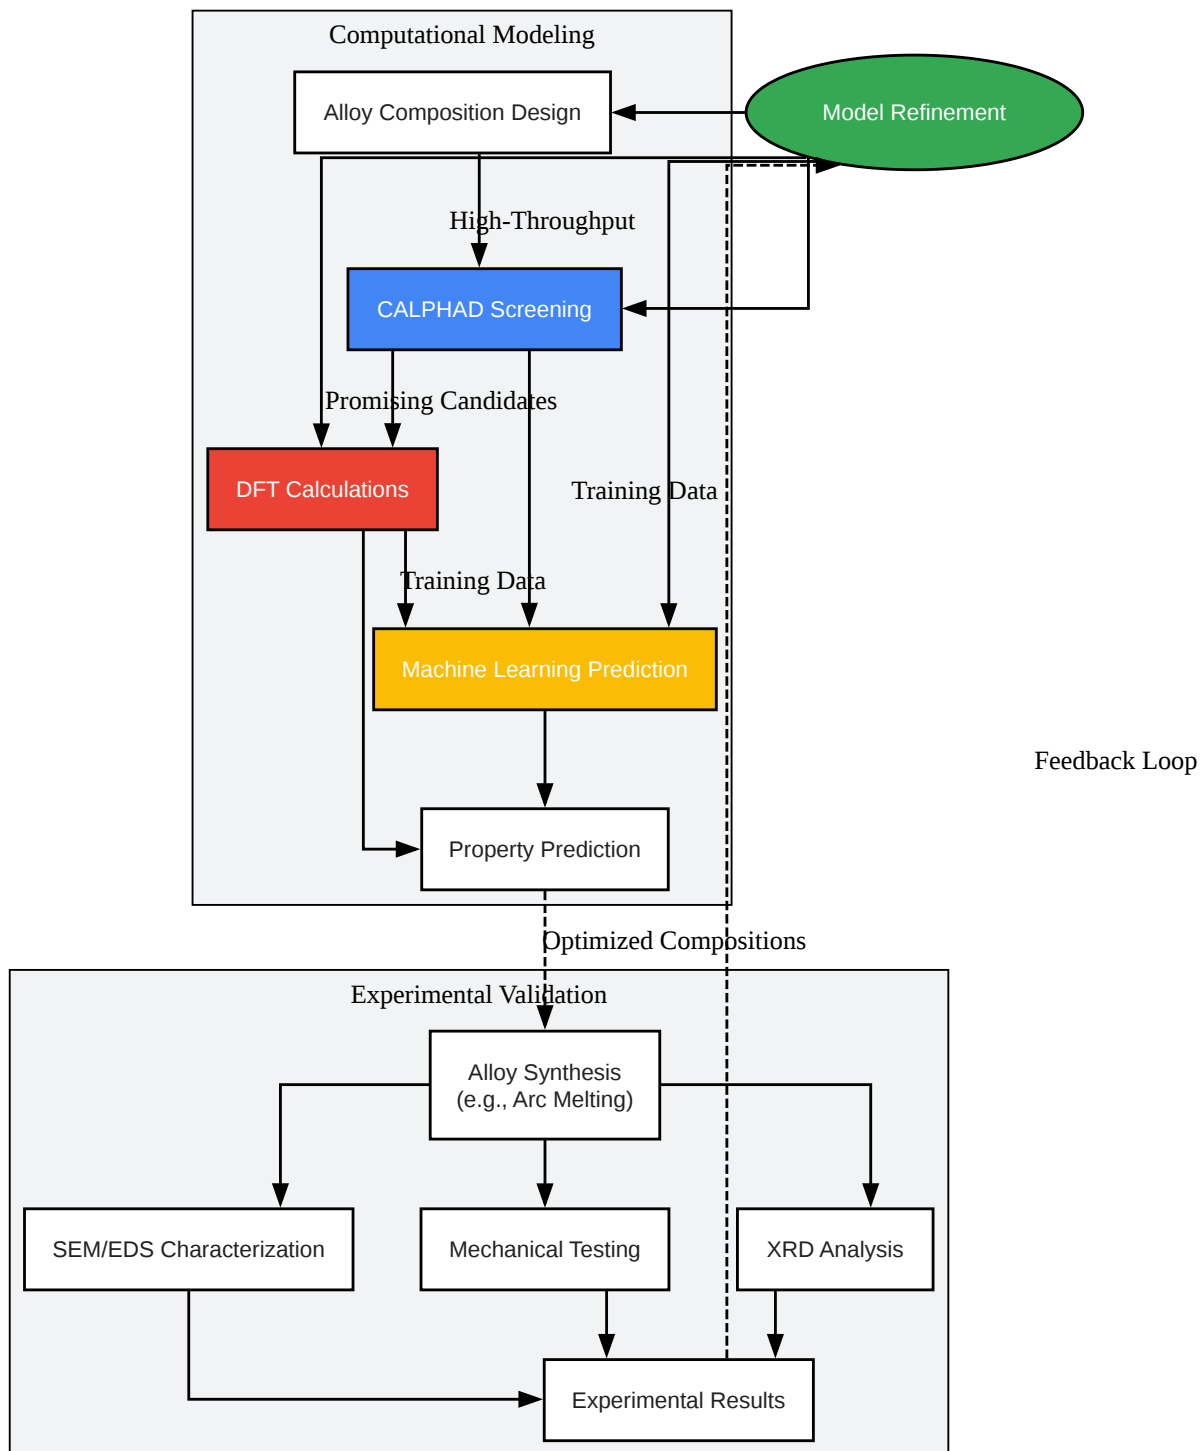 Computational Modeling
Alloy Composition Design
Model Refinement
High-Throughput
CALPHAD Screening
Promising Candidates
DFT Calculations
Training Data
Training Data
Machine Learning Prediction
Feedback Loop
Property Prediction
Optimized Compositions
Experimental Validation
Alloy Synthesis
(e.g., Arc Melting)
SEM/EDS Characterization
Mechanical Testing
XRD Analysis
Experimental Results